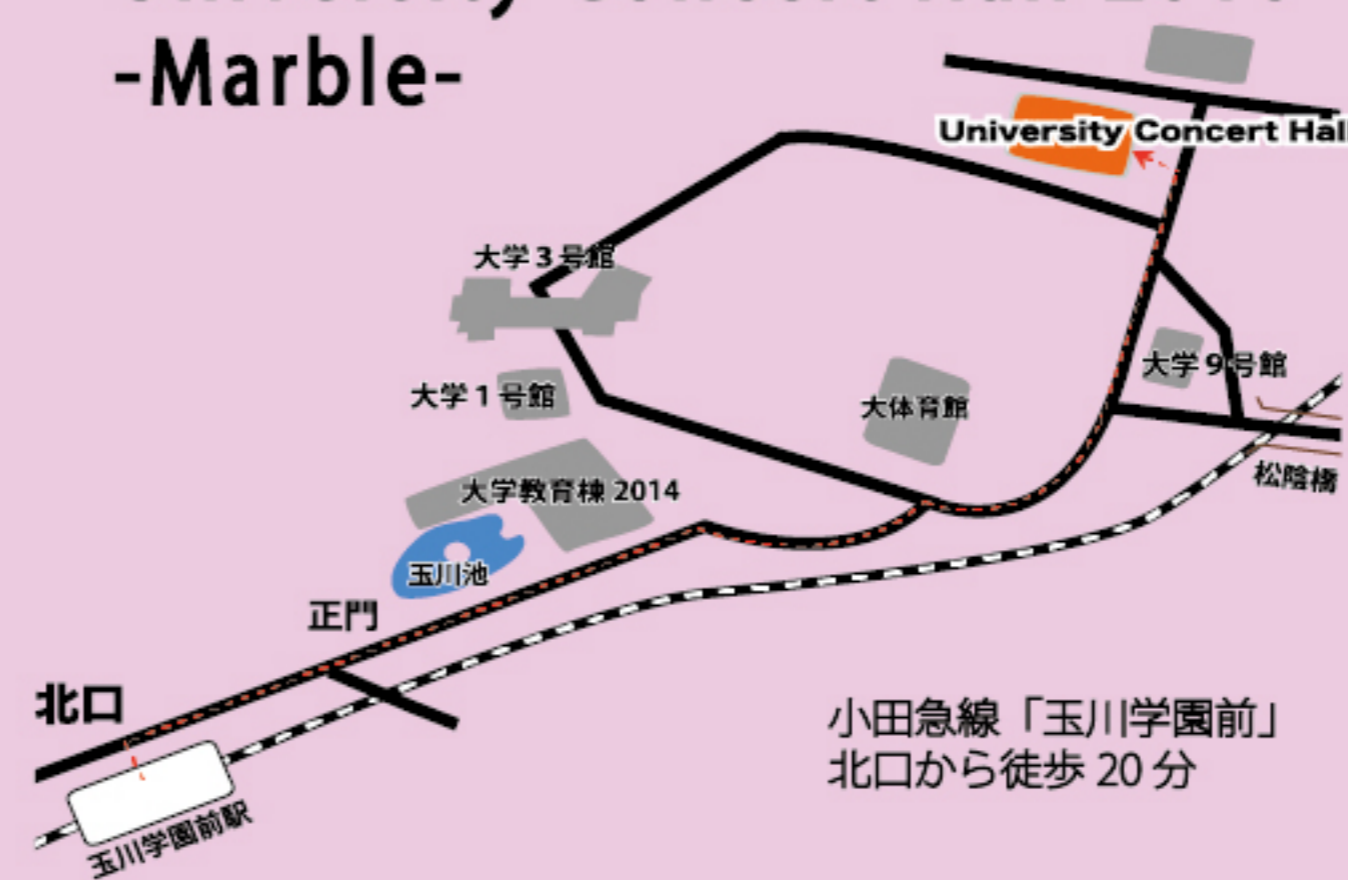 -Marble-
University Concert Hal
大学3号館
大学9号館
大学1号館
大体育館
松陰橋
大学教育棟 2014
玉川池
正門
北口
小田急線「玉川学園前」
北口から徒歩 20 分
玉川学園前駅